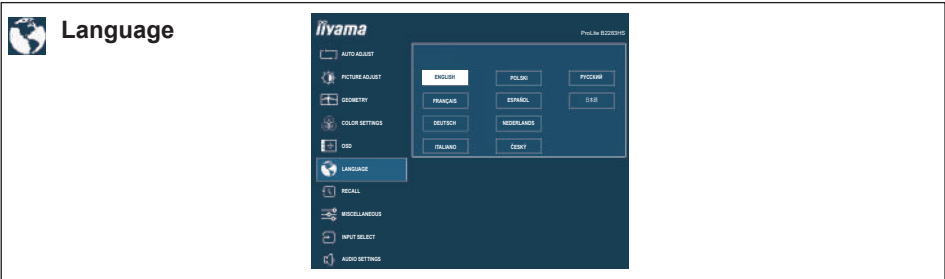 Language
iiyama
ProLite B2283HS
AUTO ADJUST
PICTURE ADJUST
GEOMETRY
COLOR SETTINGS
OSD
LANGUAGE
RECALL
MISCELLANEOUS
INPUT SELECT
AUDIO SETTINGS
ENGLISH
POLSKI
РУССКИЙ
FRANÇAIS
ESPAÑOL
DEUTSCH
NEDERLANDS
ITALIANO
ČESKÝ